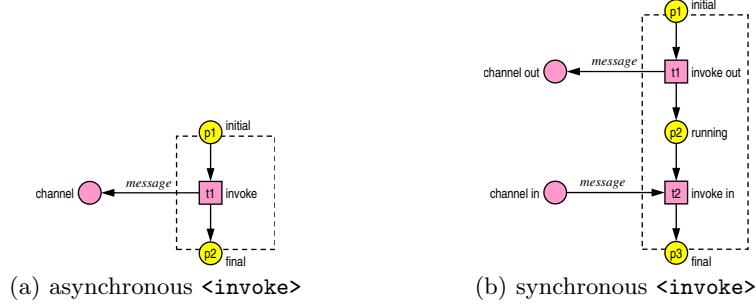 p1 initial
message
channel
t1 invoke
p2 final
(a) asynchronous <invoke>
p1 initial
message
channel out
t1 invoke out
p2 running
message
channel in
t2 invoke in
p3 final
(b) synchronous <invoke>